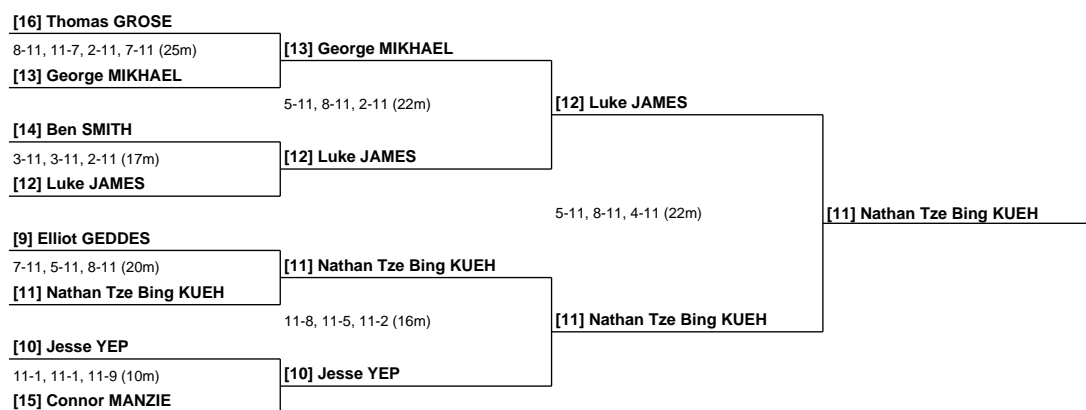 [16] Thomas GROSE
8-11, 11-7, 2-11, 7-11 (25m)
[13] George MIKHAEL
[13] George MIKHAEL
5-11, 8-11, 2-11 (22m)
[12] Luke JAMES
[14] Ben SMITH
3-11, 3-11, 2-11 (17m)
[12] Luke JAMES
[12] Luke JAMES
5-11, 8-11, 4-11 (22m)
[11] Nathan Tze Bing KUEH
[9] Elliot GEDDES
7-11, 5-11, 8-11 (20m)
[11] Nathan Tze Bing KUEH
[11] Nathan Tze Bing KUEH
11-8, 11-5, 11-2 (16m)
[11] Nathan Tze Bing KUEH
[10] Jesse YEP
11-1, 11-1, 11-9 (10m)
[10] Jesse YEP
[15] Connor MANZIE